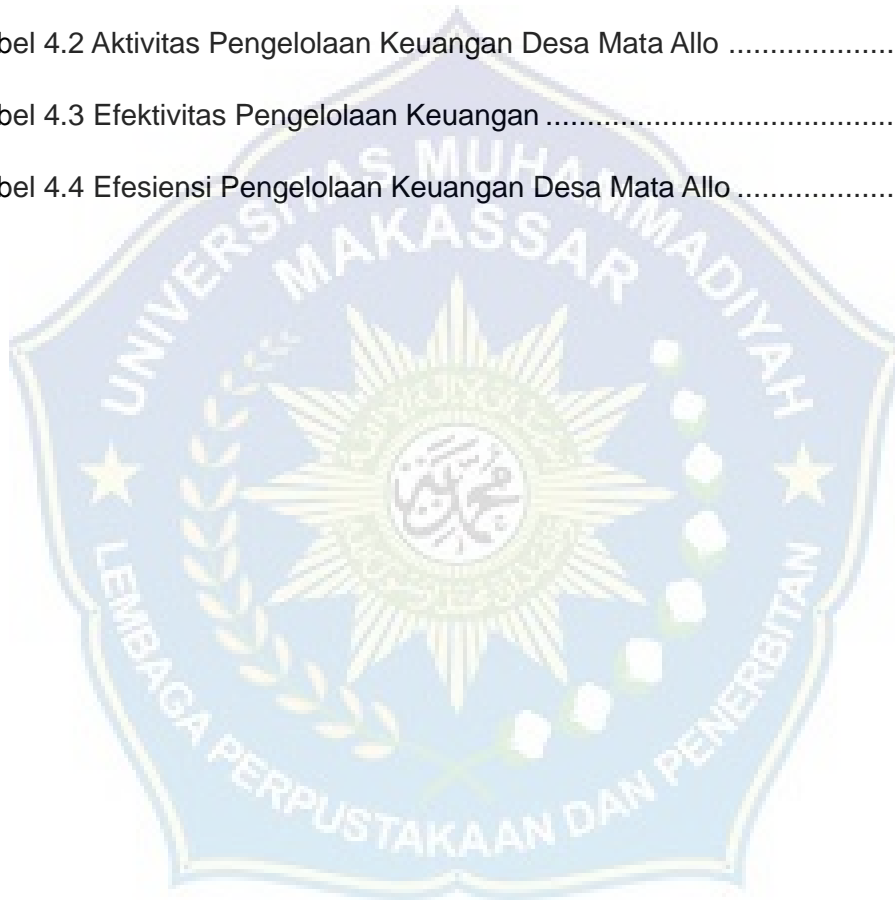 bel 4.2 Aktivitas Pengelolaan Keuangan Desa Mata Allo ....................
bel 4.3 Efektivitas Pengelolaan Keuangan ..........................................
bel 4.4 Efesiensi Pengelolaan Keuangan Desa Mata Allo ...................
UNIVERSITAS MUHAMMADIYAH
MAKASSAR
LEMBAGA PERPUSTAKAAN DAN PENERBITAN